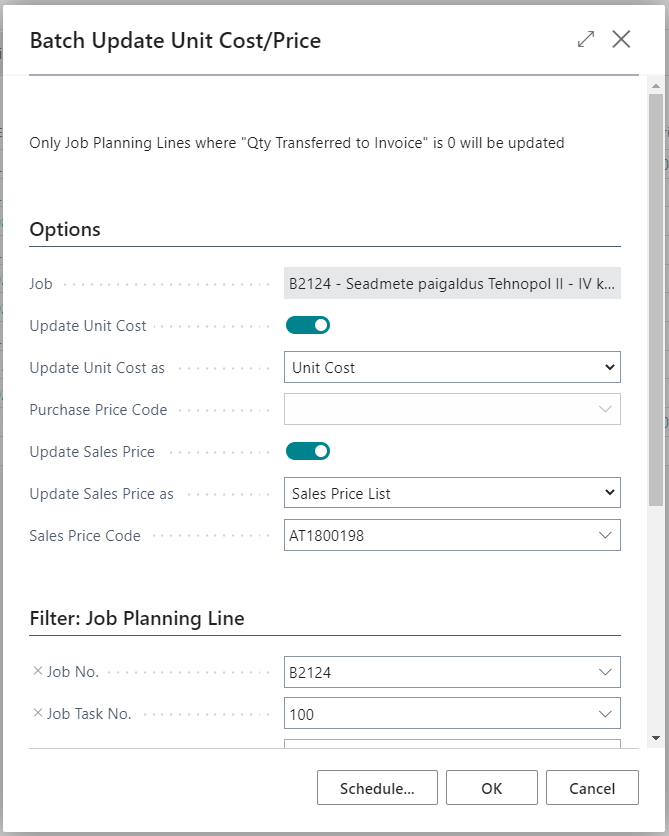 Batch Update Unit Cost/Price
Only Job Planning Lines where "Qty Transferred to Invoice" is 0 will be updated
Options
Job B2124 - Seadmete paigaldus Tehnopol II - IV k...
Update Unit Cost
Update Unit Cost as Unit Cost
Purchase Price Code
Update Sales Price
Update Sales Price as Sales Price List
Sales Price Code AT1800198
Filter: Job Planning Line
× Job No. B2124
× Job Task No. 100
Schedule... OK Cancel